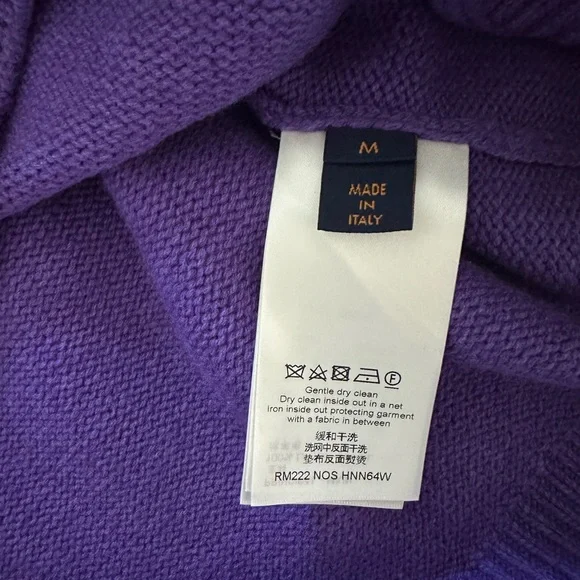 M
MADE
IN
ITALY
Gentle dry clean
Dry clean inside out in a net
Iron inside out protecting garment
with a fabric in between
缓和干洗
洗网中反面干洗
垫布反面熨烫
RM222 NOS HNN64W